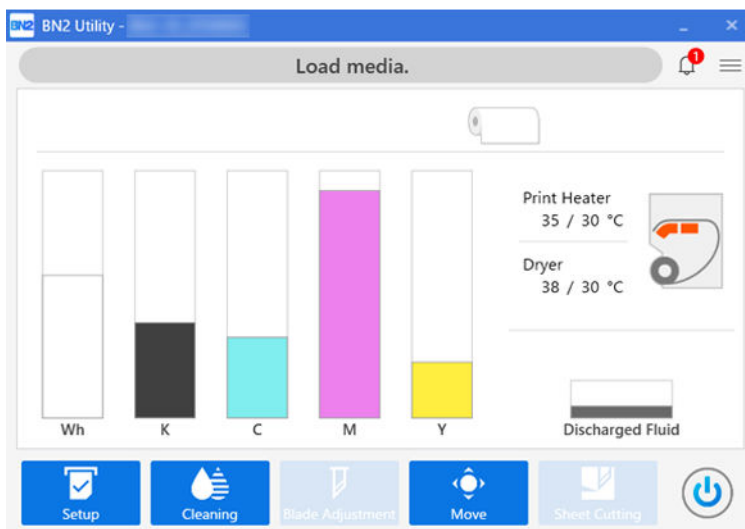 BN2 BN2 Utility -
Load media.
1
Print Heater
35 / 30 °C
Dryer
38 / 30 °C
Wh K C M Y
Discharged Fluid
Setup Cleaning Blade Adjustment Move Sheet Cutting